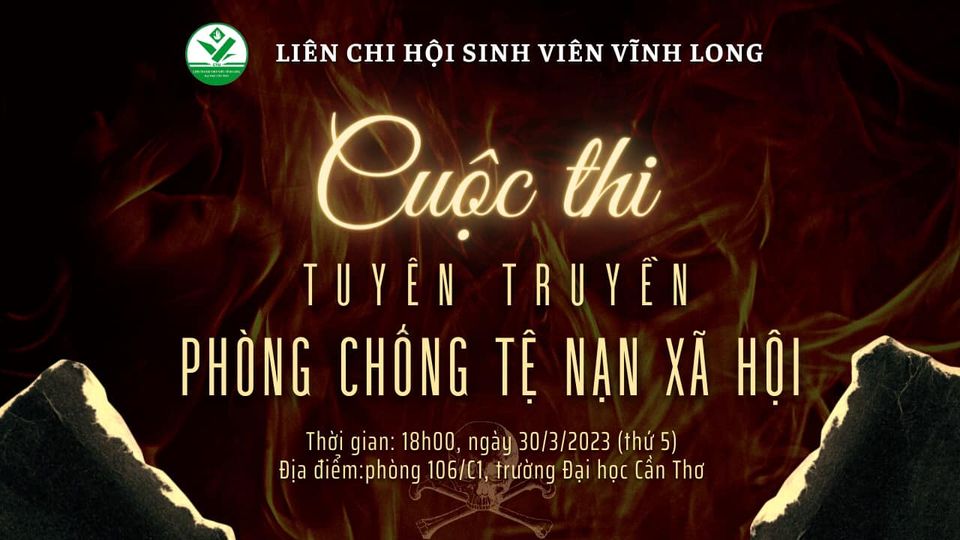 LIÊN CHI HỘI SINH VIÊN VĨNH LONG
Cuộc thi
TUYÊN TRUYỀN
PHÒNG CHỐNG TỆ NẠN XÃ HỘI
Thời gian: 18h00, ngày 30/3/2023 (thứ 5)
Địa điểm:phòng 106/C1, trường Đại học Cần Thơ